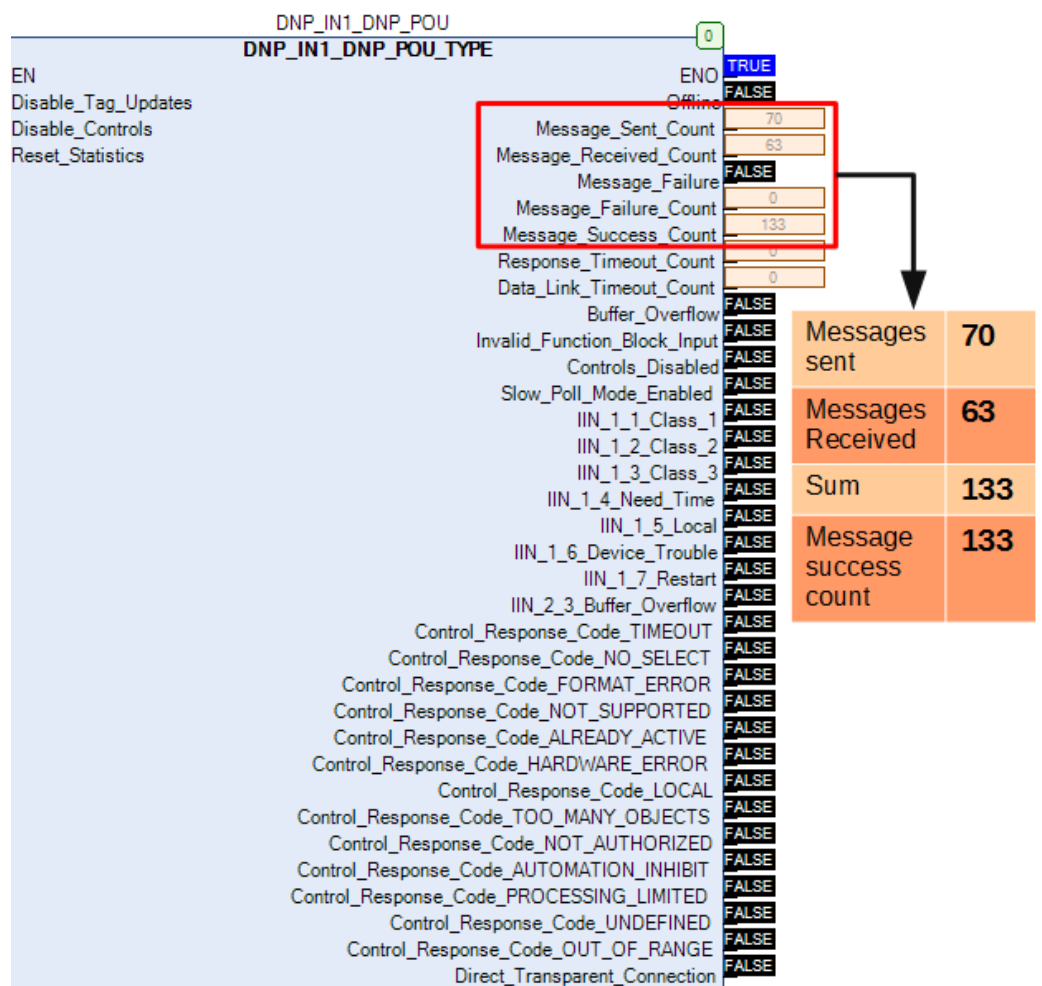 DNP_IN1_DNP_POU
0
DNP_IN1_DNP_POU_TYPE
EN
ENO TRUE
Disable_Tag_Updates
Offline FALSE
Disable_Controls
Message_Sent_Count 70
Reset_Statistics
Message_Received_Count 63
Message_Failure FALSE
Message_Failure_Count 0
Message_Success_Count 133
Response_Timeout_Count 0
Data_Link_Timeout_Count 0
Buffer_Overflow FALSE
Invalid_Function_Block_Input FALSE
Controls_Disabled FALSE
Slow_Poll_Mode_Enabled FALSE
IIN_1_1_Class_1 FALSE
IIN_1_2_Class_2 FALSE
IIN_1_3_Class_3 FALSE
IIN_1_4_Need_Time FALSE
IIN_1_5_Local FALSE
IIN_1_6_Device_Trouble FALSE
IIN_1_7_Restart FALSE
IIN_2_3_Buffer_Overflow FALSE
Control_Response_Code_TIMEOUT FALSE
Control_Response_Code_NO_SELECT FALSE
Control_Response_Code_FORMAT_ERROR FALSE
Control_Response_Code_NOT_SUPPORTED FALSE
Control_Response_Code_ALREADY_ACTIVE FALSE
Control_Response_Code_HARDWARE_ERROR FALSE
Control_Response_Code_LOCAL FALSE
Control_Response_Code_TOO_MANY_OBJECTS FALSE
Control_Response_Code_NOT_AUTHORIZED FALSE
Control_Response_Code_AUTOMATION_INHIBIT FALSE
Control_Response_Code_PROCESSING_LIMITED FALSE
Control_Response_Code_UNDEFINED FALSE
Control_Response_Code_OUT_OF_RANGE FALSE
Direct_Transparent_Connection FALSE
Messages 70
sent
Messages 63
Received
Sum 133
Message 133
success
count